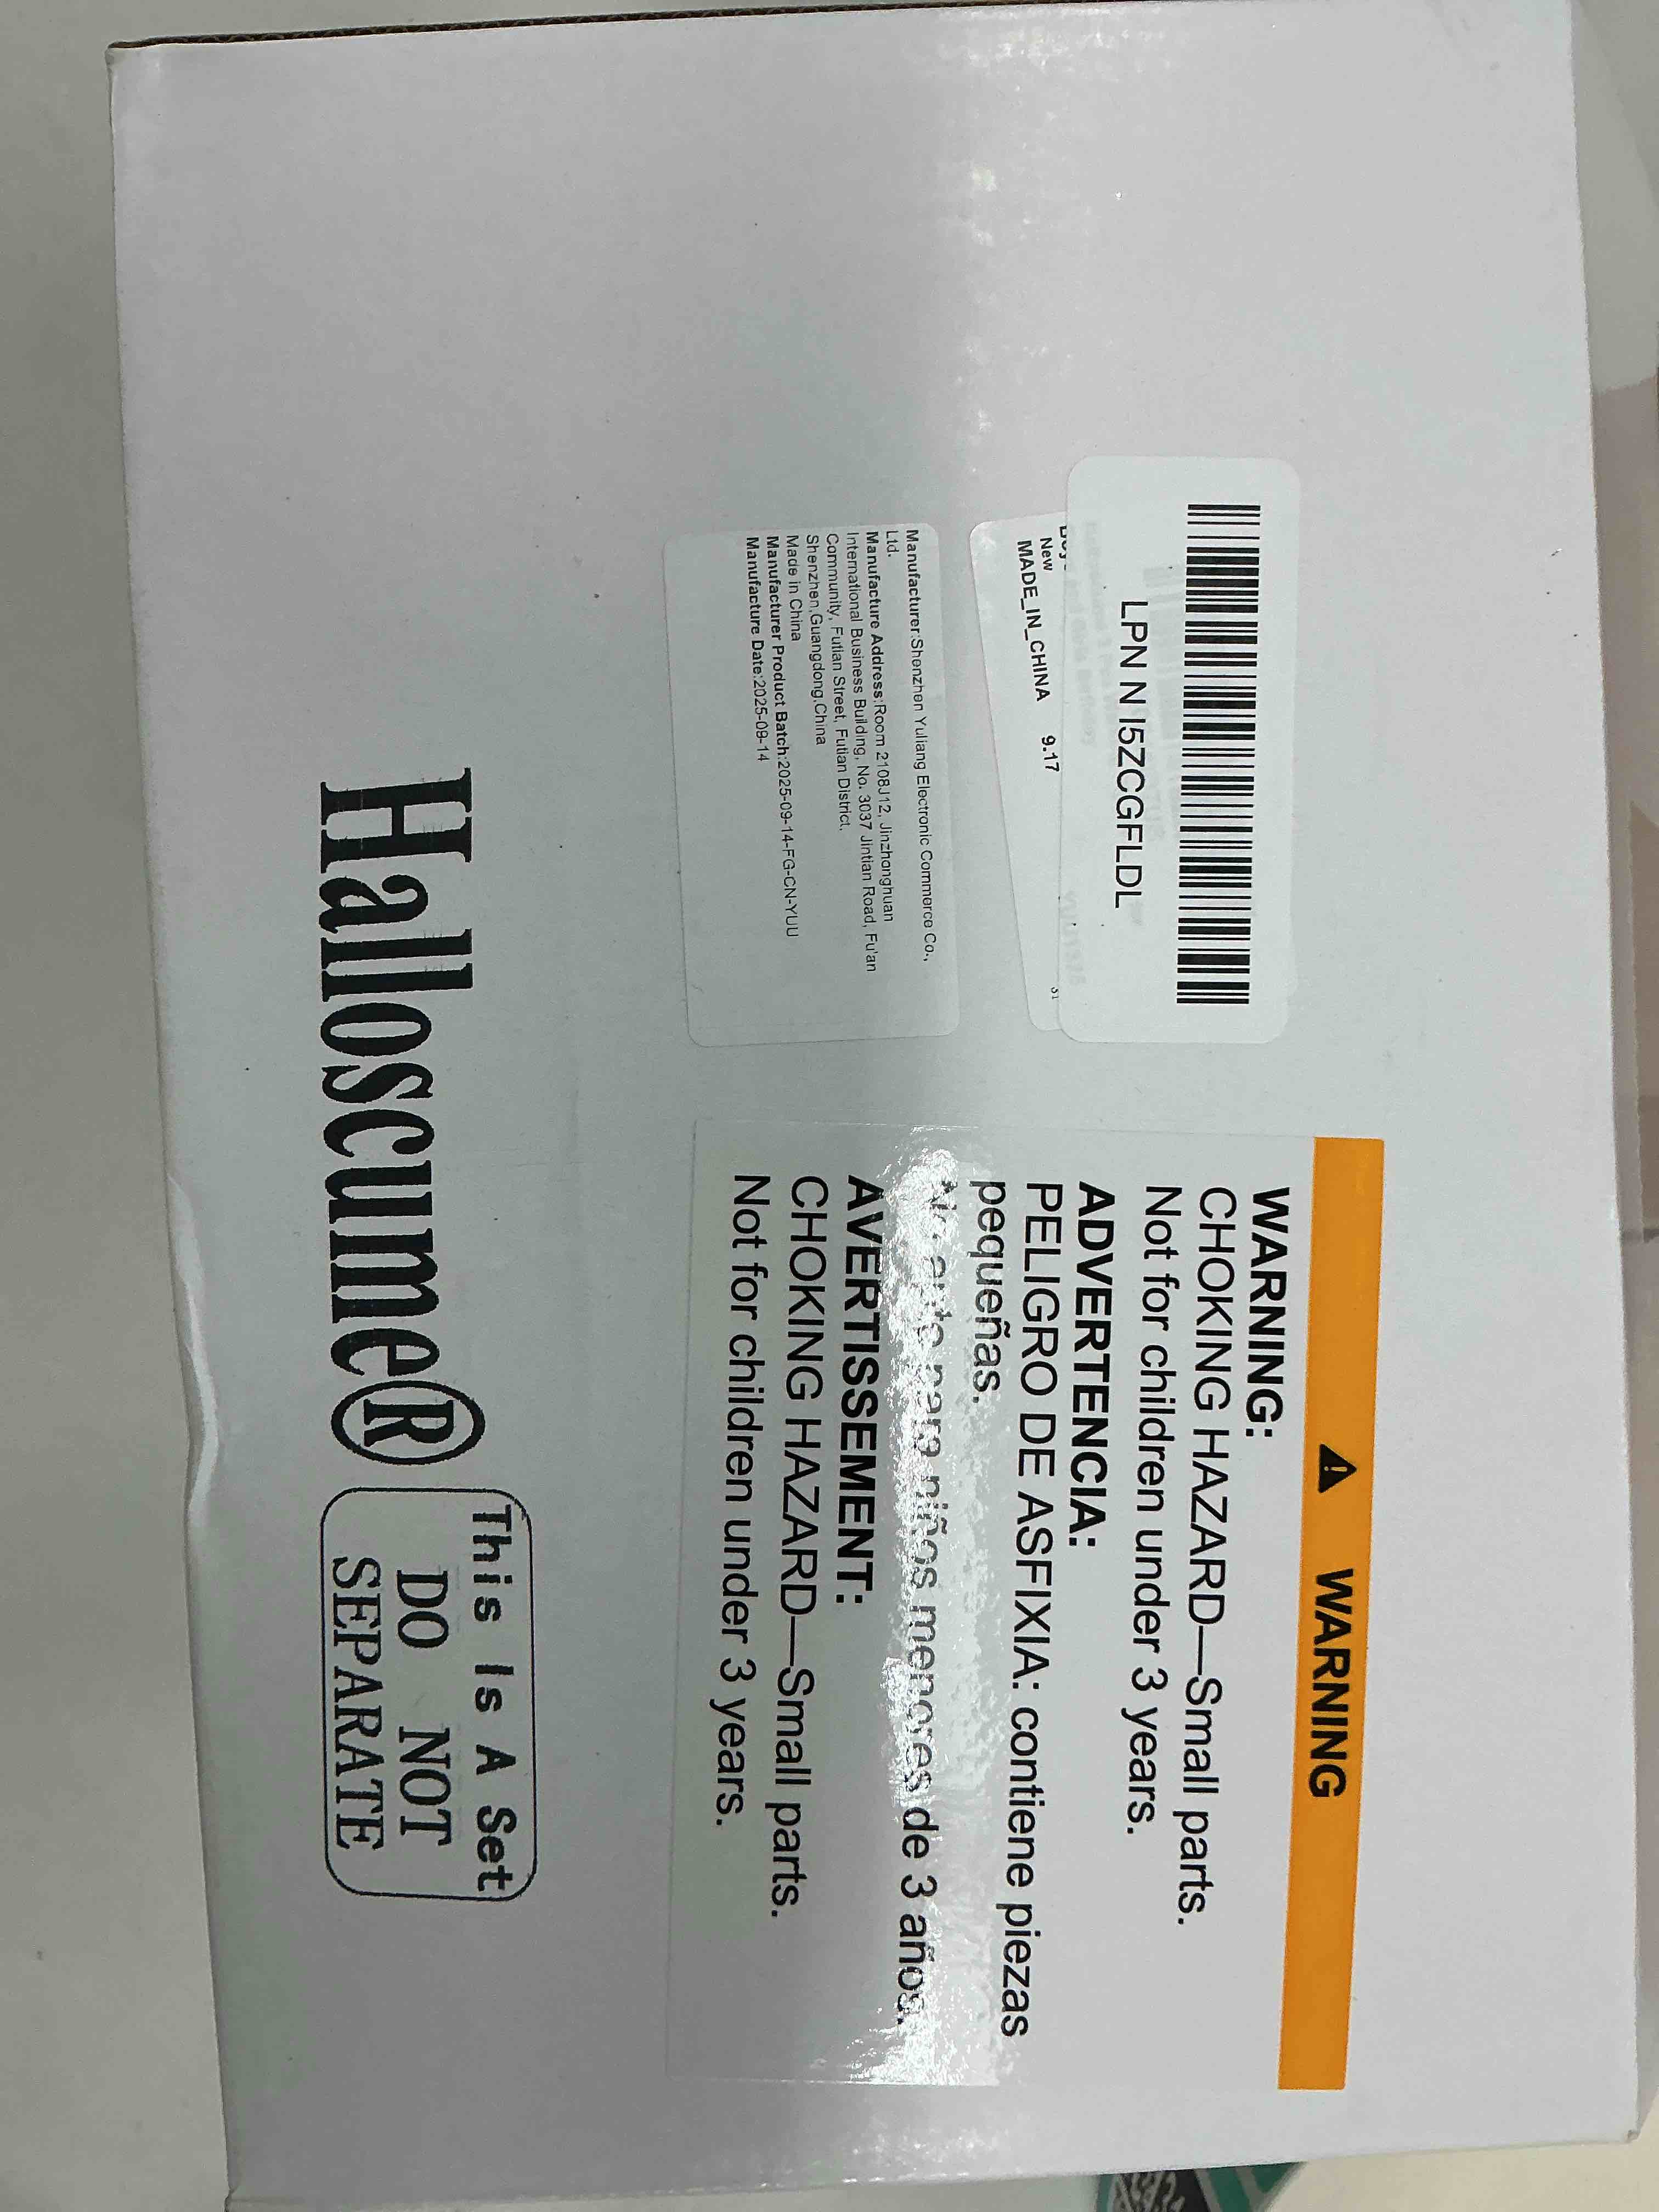 LPN N I5ZCGFLDL
New
MADE_IN_CHINA 9.17
Manufacturer:Shenzhen Yuliang Electronic Commerce Co.,
Ltd.
Manufacture Address:Room 2108J12, Jinzhonghuan
International Business Building, No. 3037 Jintian Road, Fu'an
Community, Futian Street, Futian District,
Shenzhen,Guangdong,China
Made in China
Manufacturer Product Batch:2025-09-14-FG-CN-YUU
Manufacture Date:2025-09-14
WARNING
WARNING:
CHOKING HAZARD—Small parts.
Not for children under 3 years.
ADVERTENCIA:
PELIGRO DE ASFIXIA: contiene piezas
pequeñas.
para niños menores de 3 años.
AVERTISSEMENT:
CHOKING HAZARD—Small parts.
Not for children under 3 years.
Halloscume®
This Is A Set
DO NOT
SEPARATE